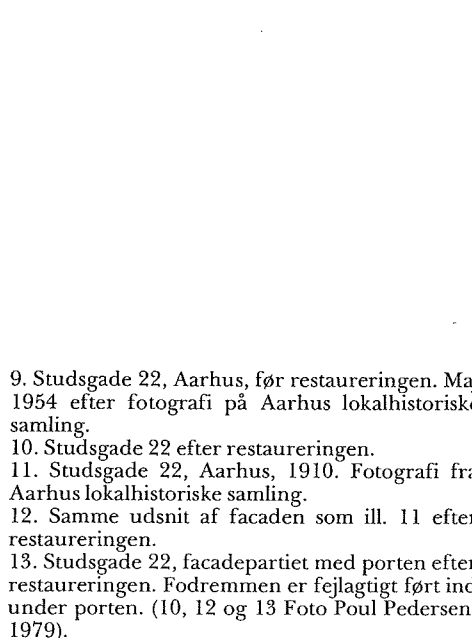 9. Studsgade 22, Aarhus, før restaureringen. Ma
1954 efter fotografi på Aarhus lokalhistoriske
samling.
10. Studsgade 22 efter restaureringen.
11. Studsgade 22, Aarhus, 1910. Fotografi fra
Aarhus lokalhistoriske samling.
12. Samme udsnit af facaden som ill. 11 efter
restaureringen.
13. Studsgade 22, facadepartiet med porten efter
restaureringen. Fodremmen er fejlagtigt ført ind
under porten. (10, 12 og 13 Foto Poul Pedersen
1979).